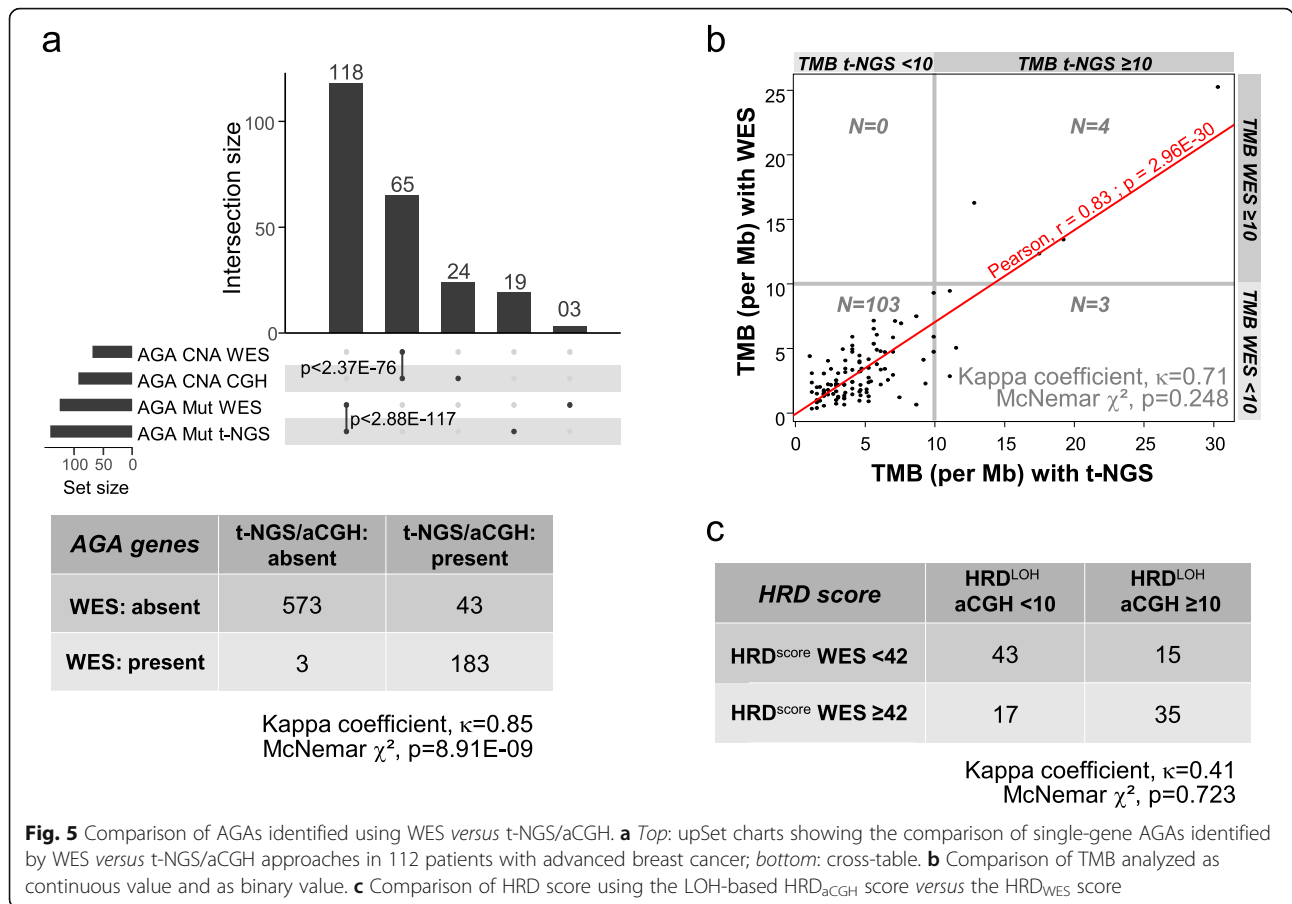 a
118
65
24
19
03
100
50
0
Intersection size
AGA CNA WES
AGA CNA CGH
AGA Mut WES
AGA Mut t-NGS
p<2.37E-76
p<2.88E-117
100 50 0
Set size
AGA genes t-NGS/aCGH: absent t-NGS/aCGH: present
WES: absent 573 43
WES: present 3 183
Kappa coefficient, κ=0.85
McNemar χ², p=8.91E-09
b
TMB t-NGS <10 TMB t-NGS ≥10
TMB WES ≥10
TMB WES <10
N=0 N=4
N=103 N=3
Pearson, r = 0.83 ; p = 2.96E-30
Kappa coefficient, κ=0.71
McNemar χ², p=0.248
25
20
15
10
5
0
TMB (per Mb) with WES
0 5 10 15 20 25 30
TMB (per Mb) with t-NGS
c
HRD score HRDᴸᴼᴴ aCGH <10 HRDᴸᴼᴴ aCGH ≥10
HRDˢᶜᵒʳᵉ WES <42 43 15
HRDˢᶜᵒʳᵉ WES ≥42 17 35
Kappa coefficient, κ=0.41
McNemar χ², p=0.723
Fig. 5 Comparison of AGAs identified using WES versus t-NGS/aCGH. a Top: upSet charts showing the comparison of single-gene AGAs identified
by WES versus t-NGS/aCGH approaches in 112 patients with advanced breast cancer; bottom: cross-table. b Comparison of TMB analyzed as
continuous value and as binary value. c Comparison of HRD score using the LOH-based HRDaCGH score versus the HRDWES score